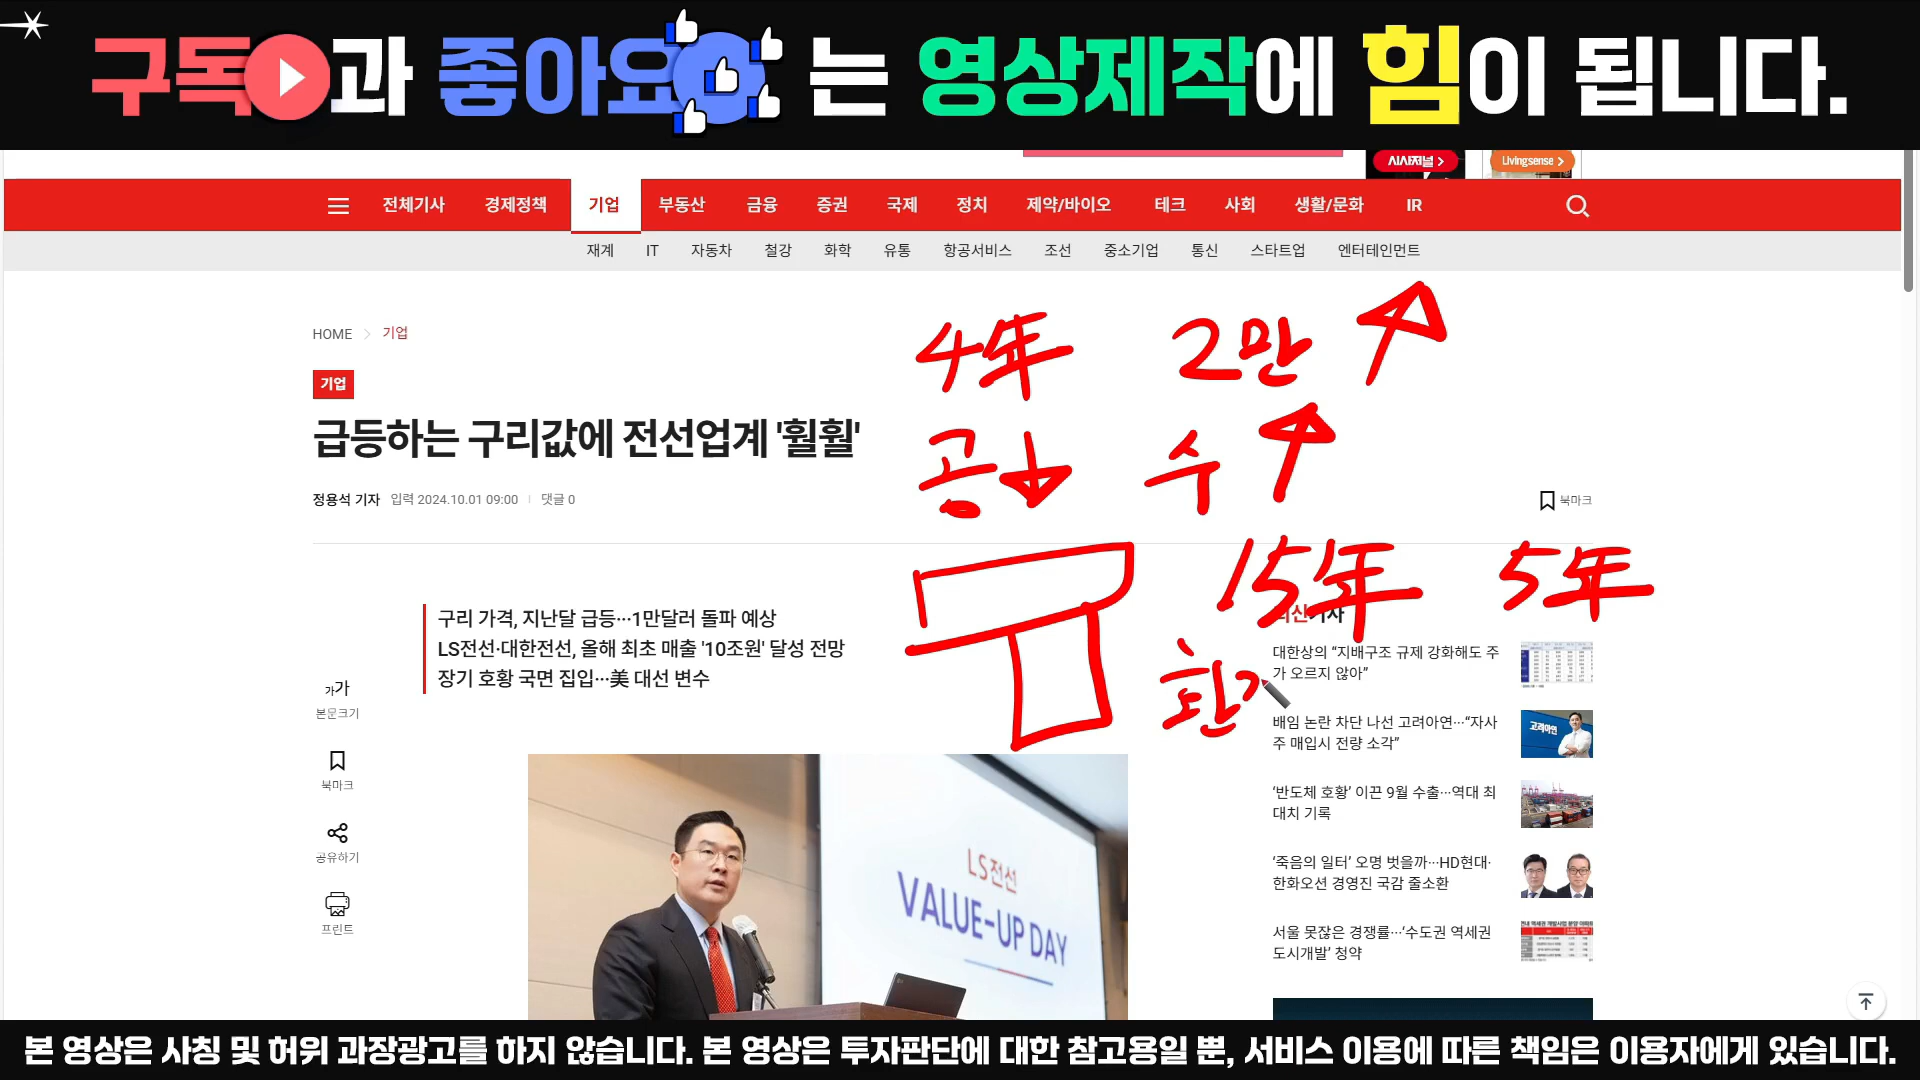 구독과 좋아요는 영상제작에 힘이 됩니다.
시사저널 >
Livingsense >
전체기사 경제정책 기업 부동산 금융 증권 국제 정치 제약/바이오 테크 사회 생활/문화 IR
재계 IT 자동차 철강 화학 유통 항공서비스 조선 중소기업 통신 스타트업 엔터테인먼트
HOME > 기업
기업
급등하는 구리값에 전선업계 '훨훨'
정용석 기자 입력 2024.10.01 09:00 댓글 0
북마크
4年 2만
공 수
15年 5年
구리 가격, 지난달 급등…1만달러 돌파 예상
LS전선·대한전선, 올해 최초 매출 '10조원' 달성 전망
장기 호황 국면 진입…美 대선 변수
가가
본문크기
북마크
공유하기
프린트
LS전선
VALUE-UP DAY
최신기사
대한상의 “지배구조 규제 강화해도 주
가 오르지 않아”
배임 논란 차단 나선 고려아연…“자사
주 매입시 전량 소각”
고려아연
‘반도체 호황’ 이끈 9월 수출…역대 최
대치 기록
‘죽음의 일터’ 오명 벗을까…HD현대·
한화오션 경영진 국감 줄소환
서울 못잖은 경쟁률…‘수도권 역세권
도시개발’ 청약
본 영상은 사칭 및 허위 과장광고를 하지 않습니다. 본 영상은 투자판단에 대한 참고용일 뿐, 서비스 이용에 따른 책임은 이용자에게 있습니다.